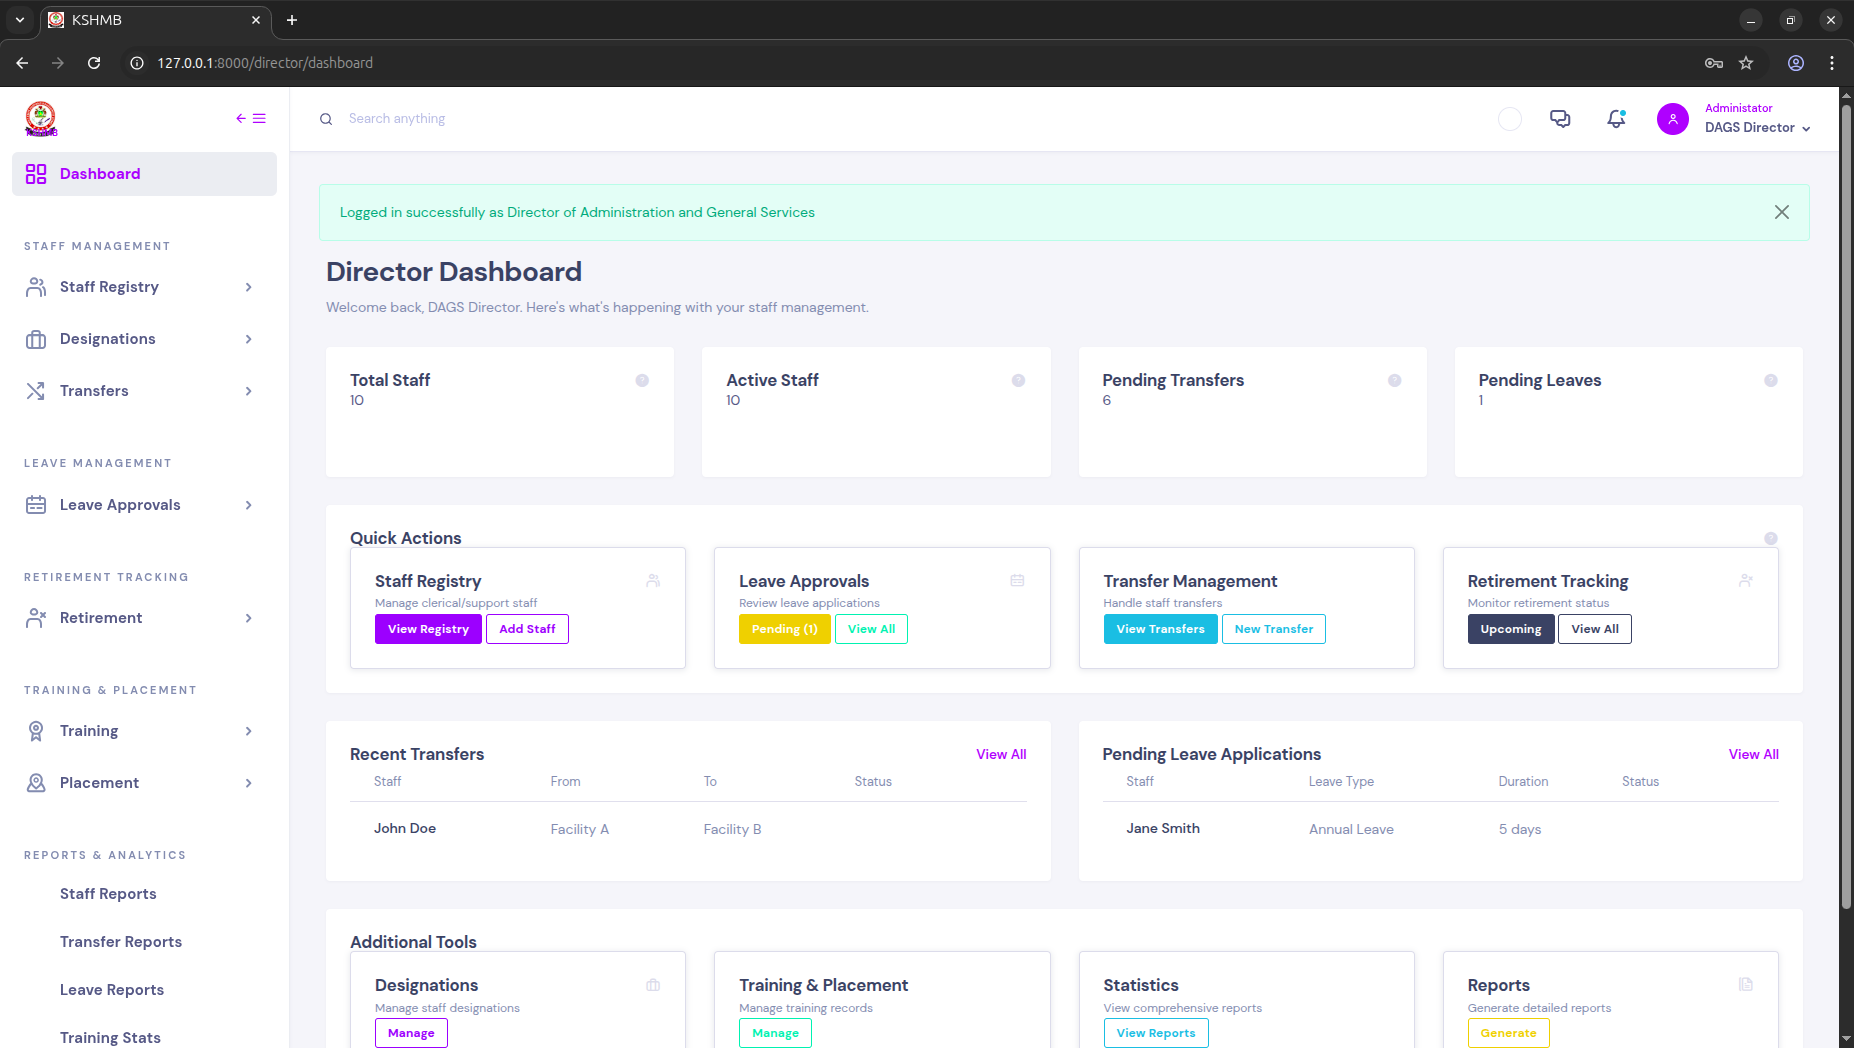 KSHMB
127.0.0.1:8000/director/dashboard
Search anything
Administator
DAGS Director
Dashboard
STAFF MANAGEMENT
Staff Registry
Designations
Transfers
LEAVE MANAGEMENT
Leave Approvals
RETIREMENT TRACKING
Retirement
TRAINING & PLACEMENT
Training
Placement
REPORTS & ANALYTICS
Staff Reports
Transfer Reports
Leave Reports
Training Stats
Logged in successfully as Director of Administration and General Services
Director Dashboard
Welcome back, DAGS Director. Here's what's happening with your staff management.
Total Staff
10
Active Staff
10
Pending Transfers
6
Pending Leaves
1
Quick Actions
Staff Registry
Manage clerical/support staff
View Registry Add Staff
Leave Approvals
Review leave applications
Pending (1) View All
Transfer Management
Handle staff transfers
View Transfers New Transfer
Retirement Tracking
Monitor retirement status
Upcoming View All
Recent Transfers View All
Staff From To Status
John Doe Facility A Facility B
Pending Leave Applications View All
Staff Leave Type Duration Status
Jane Smith Annual Leave 5 days
Additional Tools
Designations
Manage staff designations
Manage
Training & Placement
Manage training records
Manage
Statistics
View comprehensive reports
View Reports
Reports
Generate detailed reports
Generate